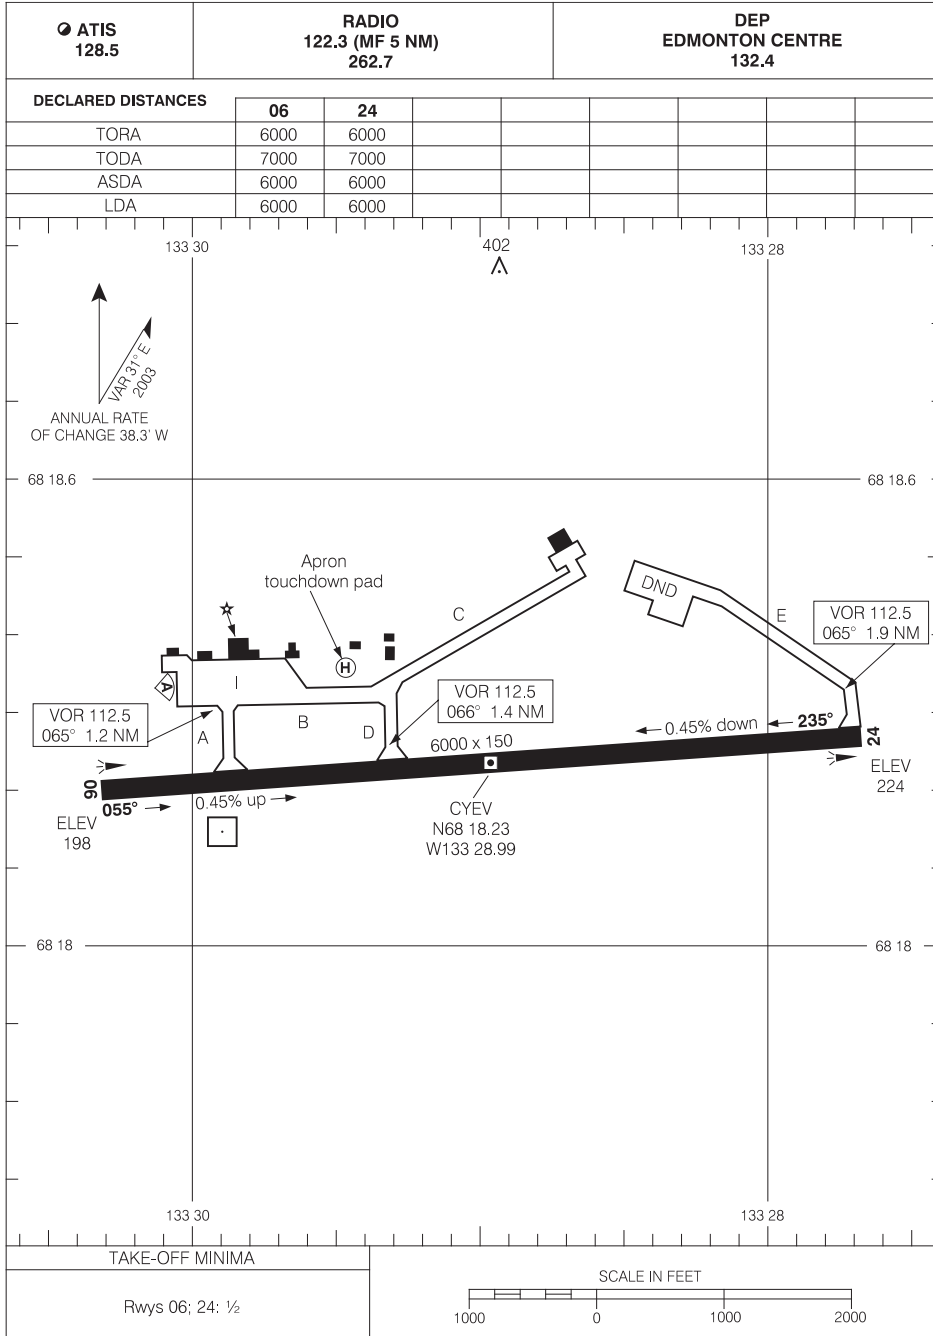 ATIS
128.5
RADIO
122.3 (MF 5 NM)
262.7
DEP
EDMONTON CENTRE
132.4
DECLARED DISTANCES
06 24
TORA 6000 6000
TODA 7000 7000
ASDA 6000 6000
LDA 6000 6000
133 30
402
133 28
VAR 31° E
2003
ANNUAL RATE
OF CHANGE 38.3' W
68 18.6
68 18.6
Apron
touchdown pad
C
DND
E
VOR 112.5
065° 1.9 NM
H
I
A
VOR 112.5
065° 1.2 NM
A
B
D
VOR 112.5
066° 1.4 NM
6000 x 150
0.45% down
235°
24
ELEV
224
06
055°
0.45% up
ELEV
198
CYEV
N68 18.23
W133 28.99
68 18
68 18
133 30
133 28
TAKE-OFF MINIMA
Rwys 06; 24: ½
SCALE IN FEET
1000 0 1000 2000